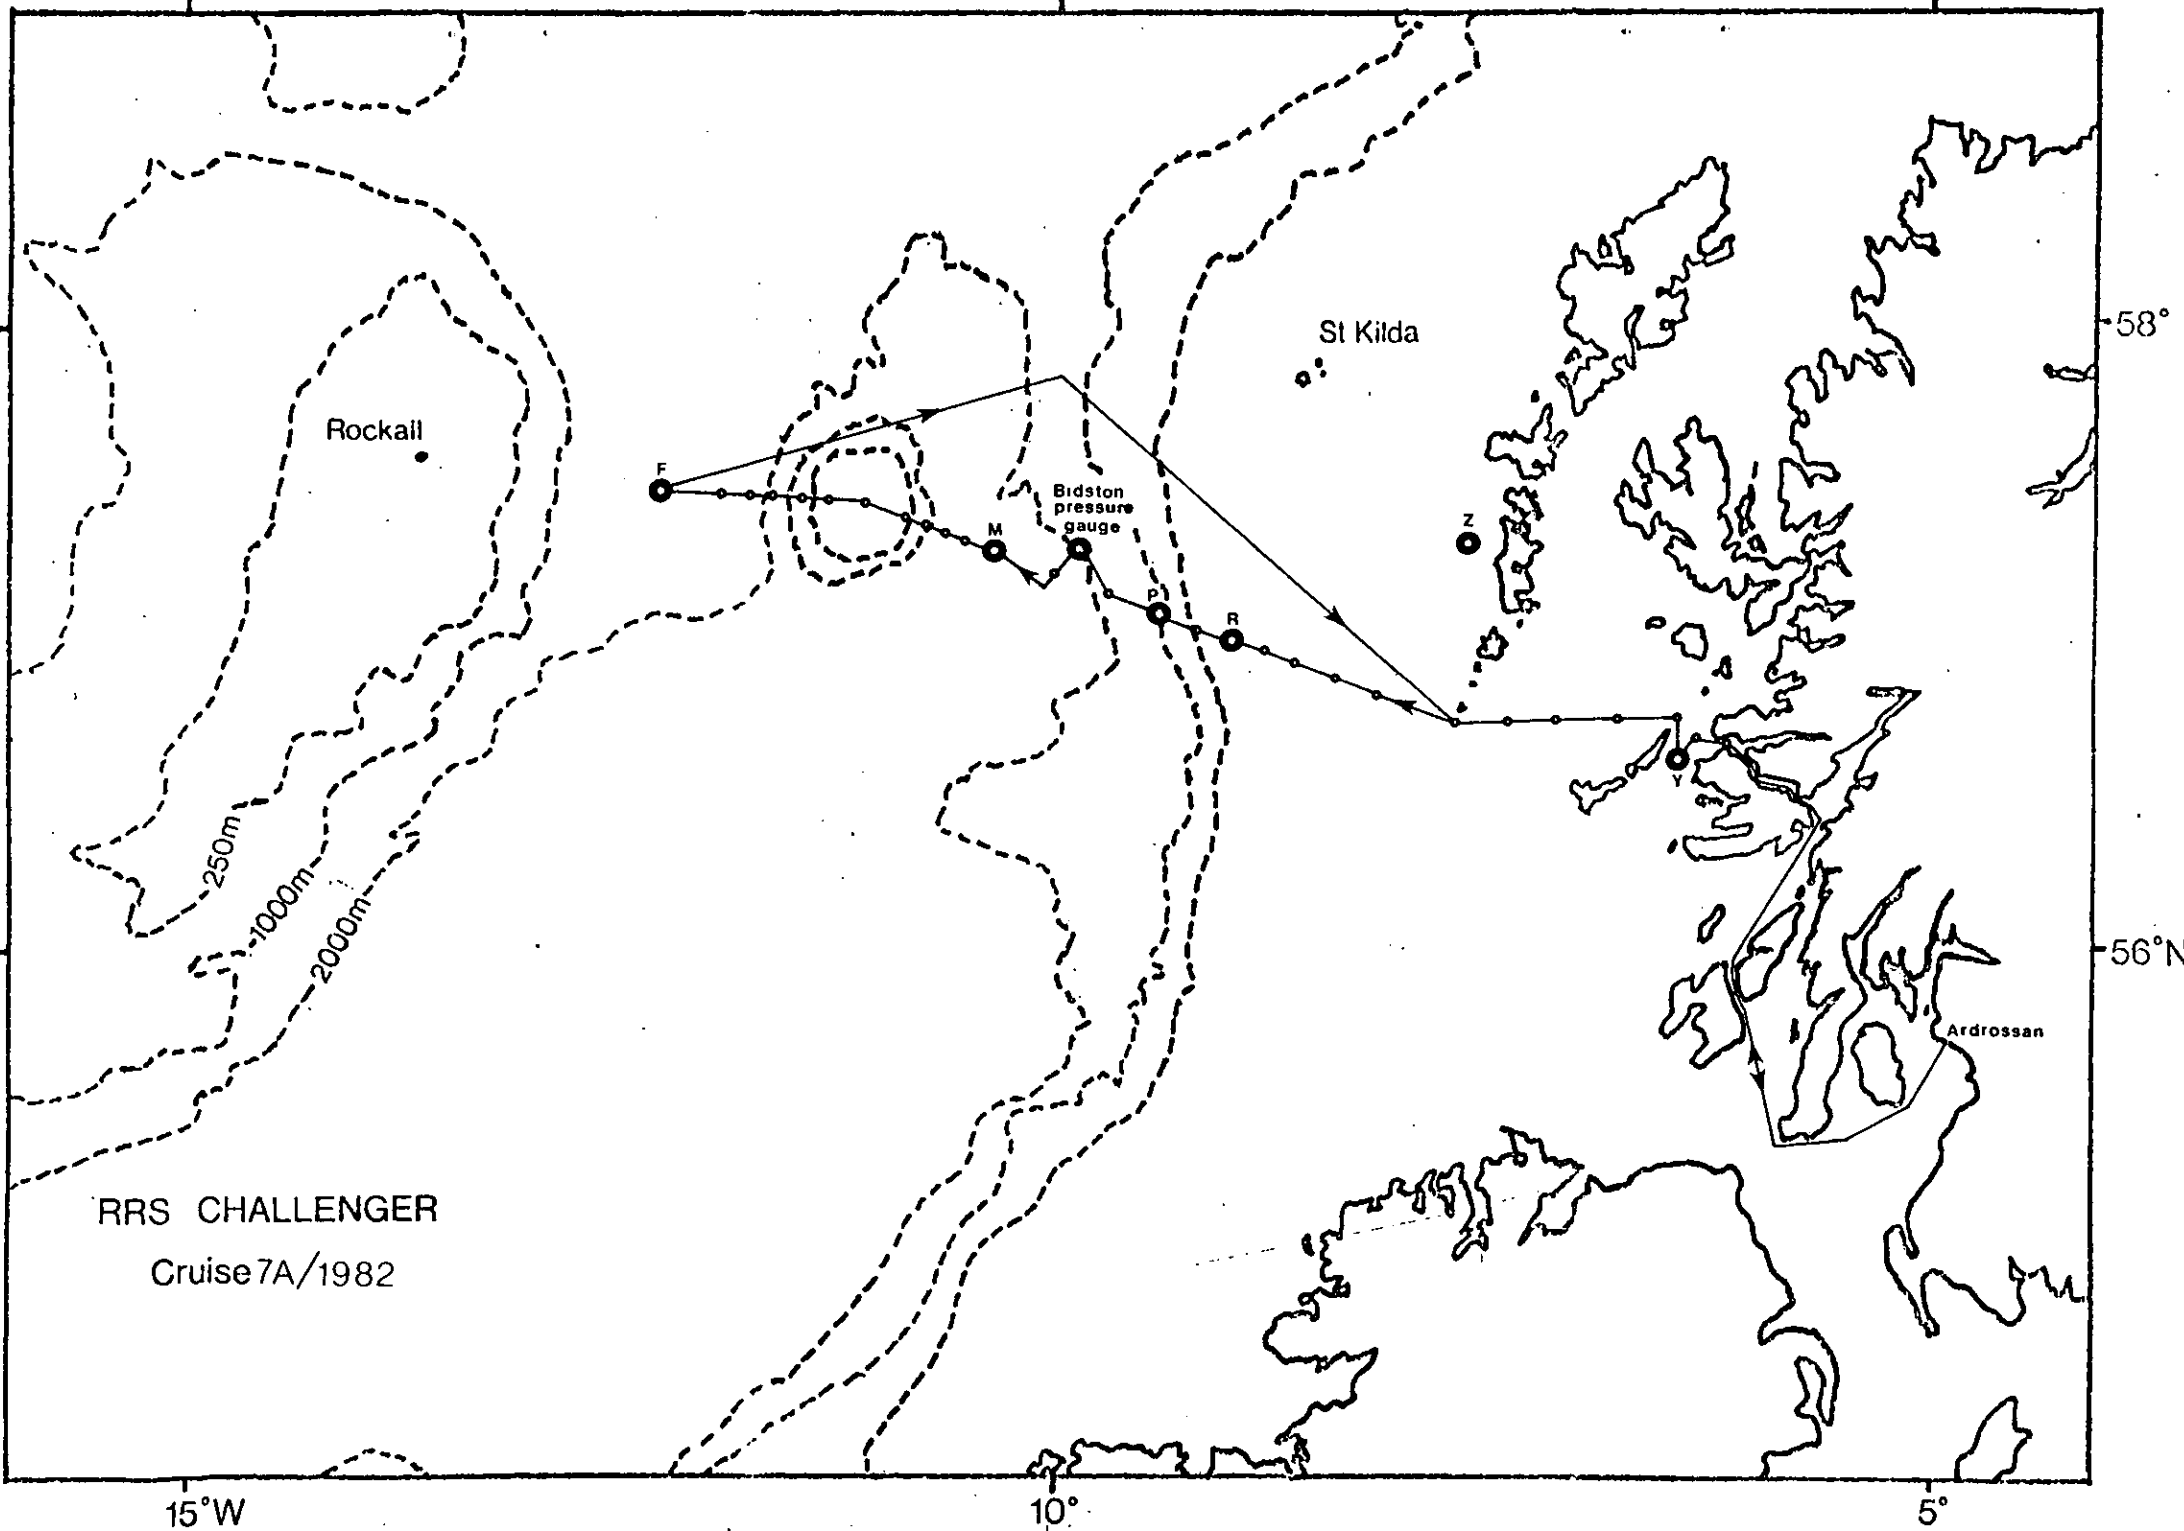 58°
St Kilda
Rockall
F
Bidston
pressure
gauge
M
Z
P
R
Y
250m
1000m
2000m
56°N
Ardrossan
RRS CHALLENGER
Cruise 7A/1982
15°W
10°
5°